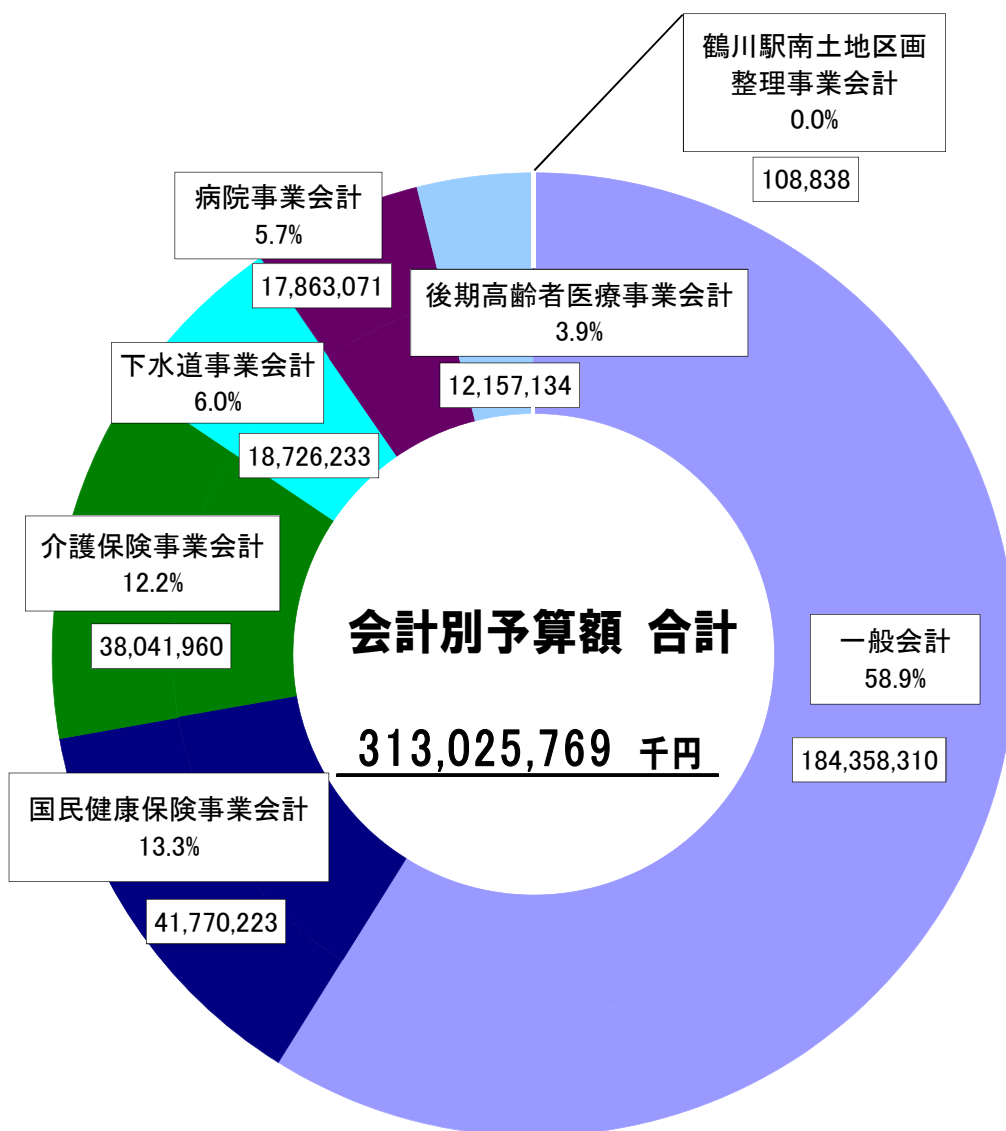 鶴川駅南土地区画
整理事業会計
0.0%
108,838
病院事業会計
5.7%
17,863,071
後期高齢者医療事業会計
3.9%
12,157,134
下水道事業会計
6.0%
18,726,233
介護保険事業会計
12.2%
38,041,960
会計別予算額 合計
313,025,769 千円
一般会計
58.9%
184,358,310
国民健康保険事業会計
13.3%
41,770,223